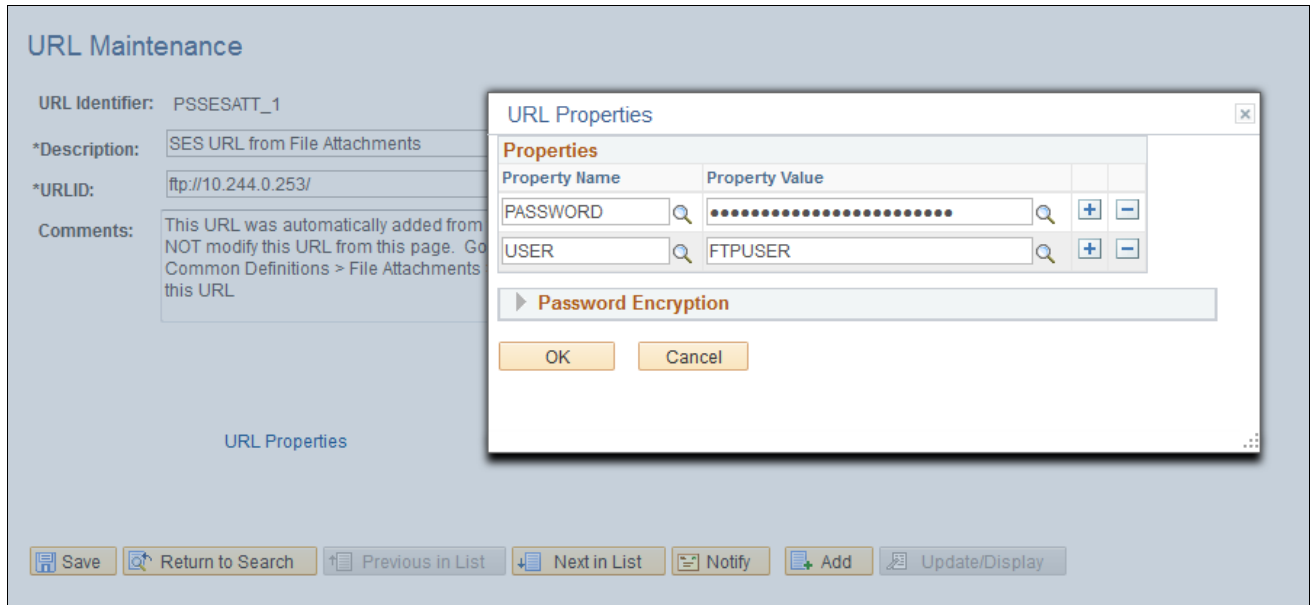 URL Maintenance
URL Identifier: PSSESATT_1
*Description: SES URL from File Attachments
*URLID: ftp://10.244.0.253/
Comments: This URL was automatically added from
NOT modify this URL from this page. Go
Common Definitions > File Attachments
this URL
URL Properties
URL Properties
Properties
Property Name Property Value
PASSWORD ••••••••••••••••••••••••
USER FTPUSER
Password Encryption
OK Cancel
Save Return to Search Previous in List Next in List Notify Add Update/Display